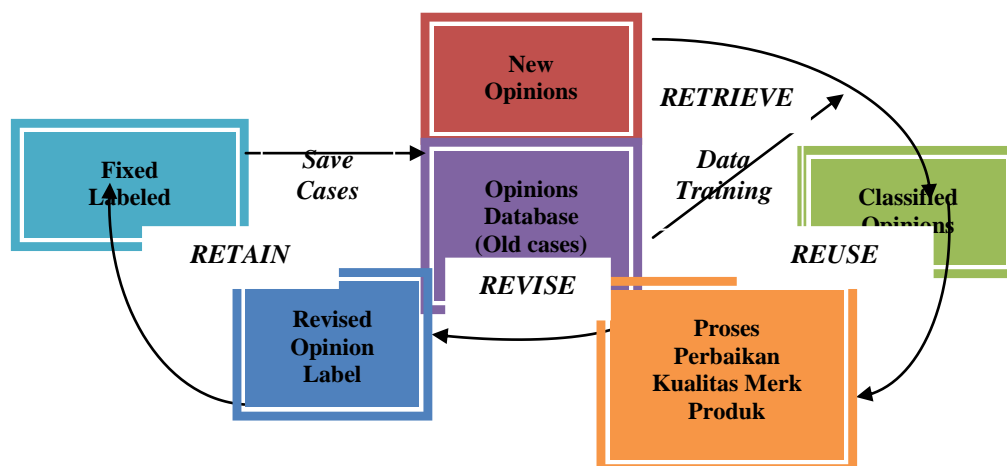 New
Opinions
RETRIEVE
Save
Cases
Data
Training
Fixed
Labeled
Opinions
Database
(Old cases)
Classified
Opinions
RETAIN
REVISE
REUSE
Revised
Opinion
Label
Proses
Perbaikan
Kualitas Merk
Produk